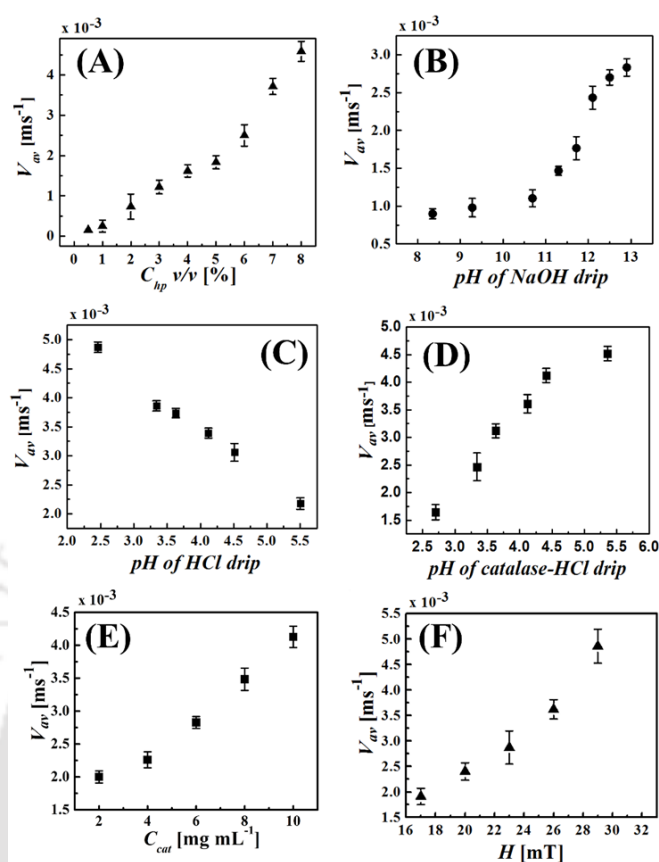 x 10⁻³
(A)
4
3
2
1
0
V_av [ms⁻¹]
0 1 2 3 4 5 6 7 8
C_hp v/v [%]
x 10⁻³
(B)
3.0
2.5
2.0
1.5
1.0
0.5
V_av [ms⁻¹]
8 9 10 11 12 13
pH of NaOH drip
x 10⁻³
(C)
5.0
4.5
4.0
3.5
3.0
2.5
2.0
V_av [ms⁻¹]
2.0 2.5 3.0 3.5 4.0 4.5 5.0 5.5
pH of HCl drip
x 10⁻³
(D)
5.0
4.5
4.0
3.5
3.0
2.5
2.0
1.5
V_av [ms⁻¹]
2.5 3.0 3.5 4.0 4.5 5.0 5.5 6.0
pH of catalase-HCl drip
x 10⁻³
(E)
4.5
4.0
3.5
3.0
2.5
2.0
1.5
V_av [ms⁻¹]
2 4 6 8 10
C_cat [mg mL⁻¹]
x 10⁻³
(F)
5.5
5.0
4.5
4.0
3.5
3.0
2.5
2.0
1.5
V_av [ms⁻¹]
16 20 24 28 32
H [mT]